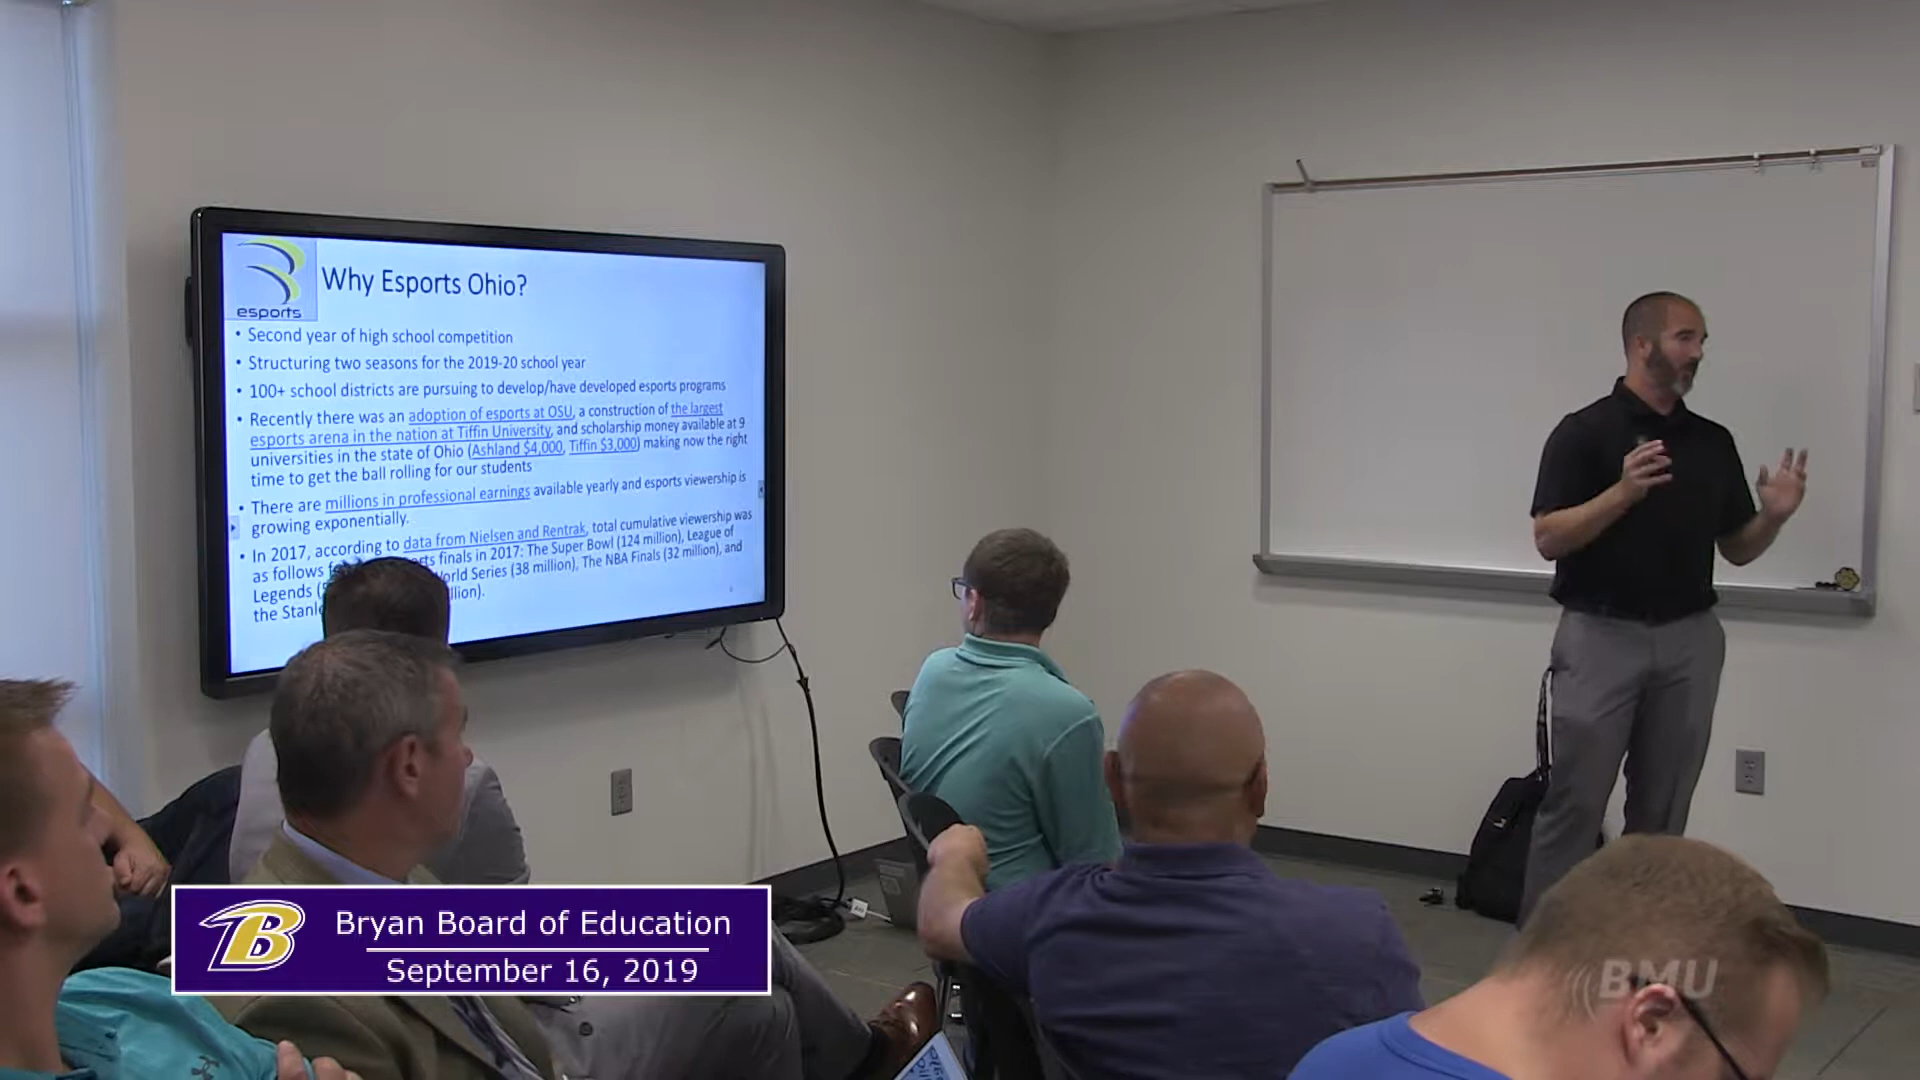 esports
Why Esports Ohio?
• Second year of high school competition
• Structuring two seasons for the 2019-20 school year
• 100+ school districts are pursuing to develop/have developed esports programs
• Recently there was an adoption of esports at OSU, a construction of the largest
esports arena in the nation at Tiffin University, and scholarship money available at 9
universities in the state of Ohio (Ashland $4,000, Tiffin $3,000) making now the right
time to get the ball rolling for our students
• There are millions in professional earnings available yearly and esports viewership is
growing exponentially.
• In 2017, according to data from Nielsen and Rentrak, total cumulative viewership was
as follows finals in 2017: The Super Bowl (124 million), League of
Legends World Series (38 million), The NBA Finals (32 million), and
the
B
Bryan Board of Education
September 16, 2019
BMU